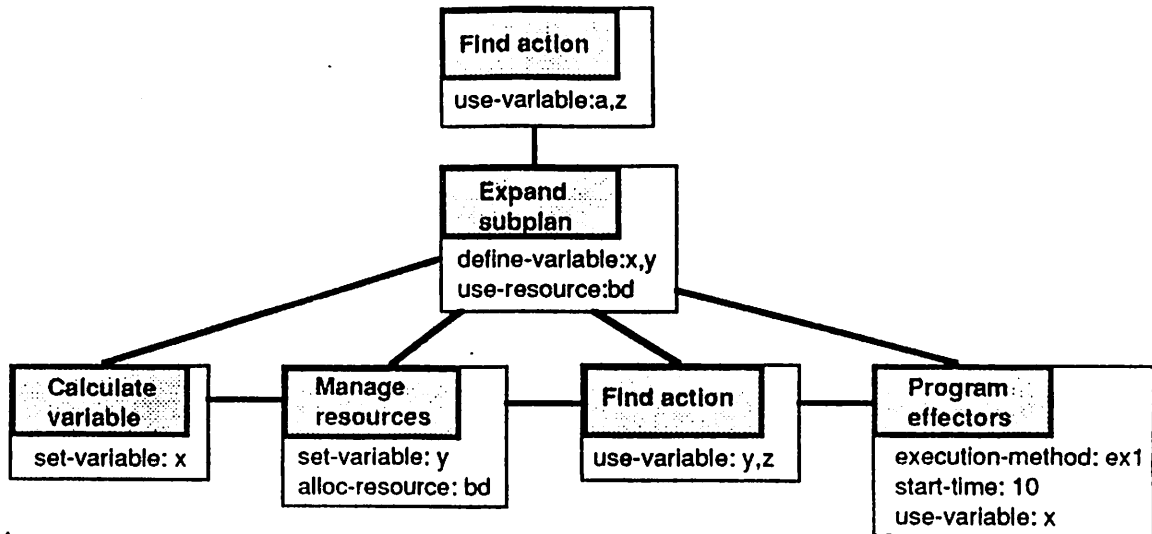 Find action
use-variable:a,z
Expand
subplan
define-variable:x,y
use-resource:bd
Calculate
variable
set-variable: x
Manage
resources
set-variable: y
alloc-resource: bd
Find action
use-variable: y,z
Program
effectors
execution-method: ex1
start-time: 10
use-variable: x